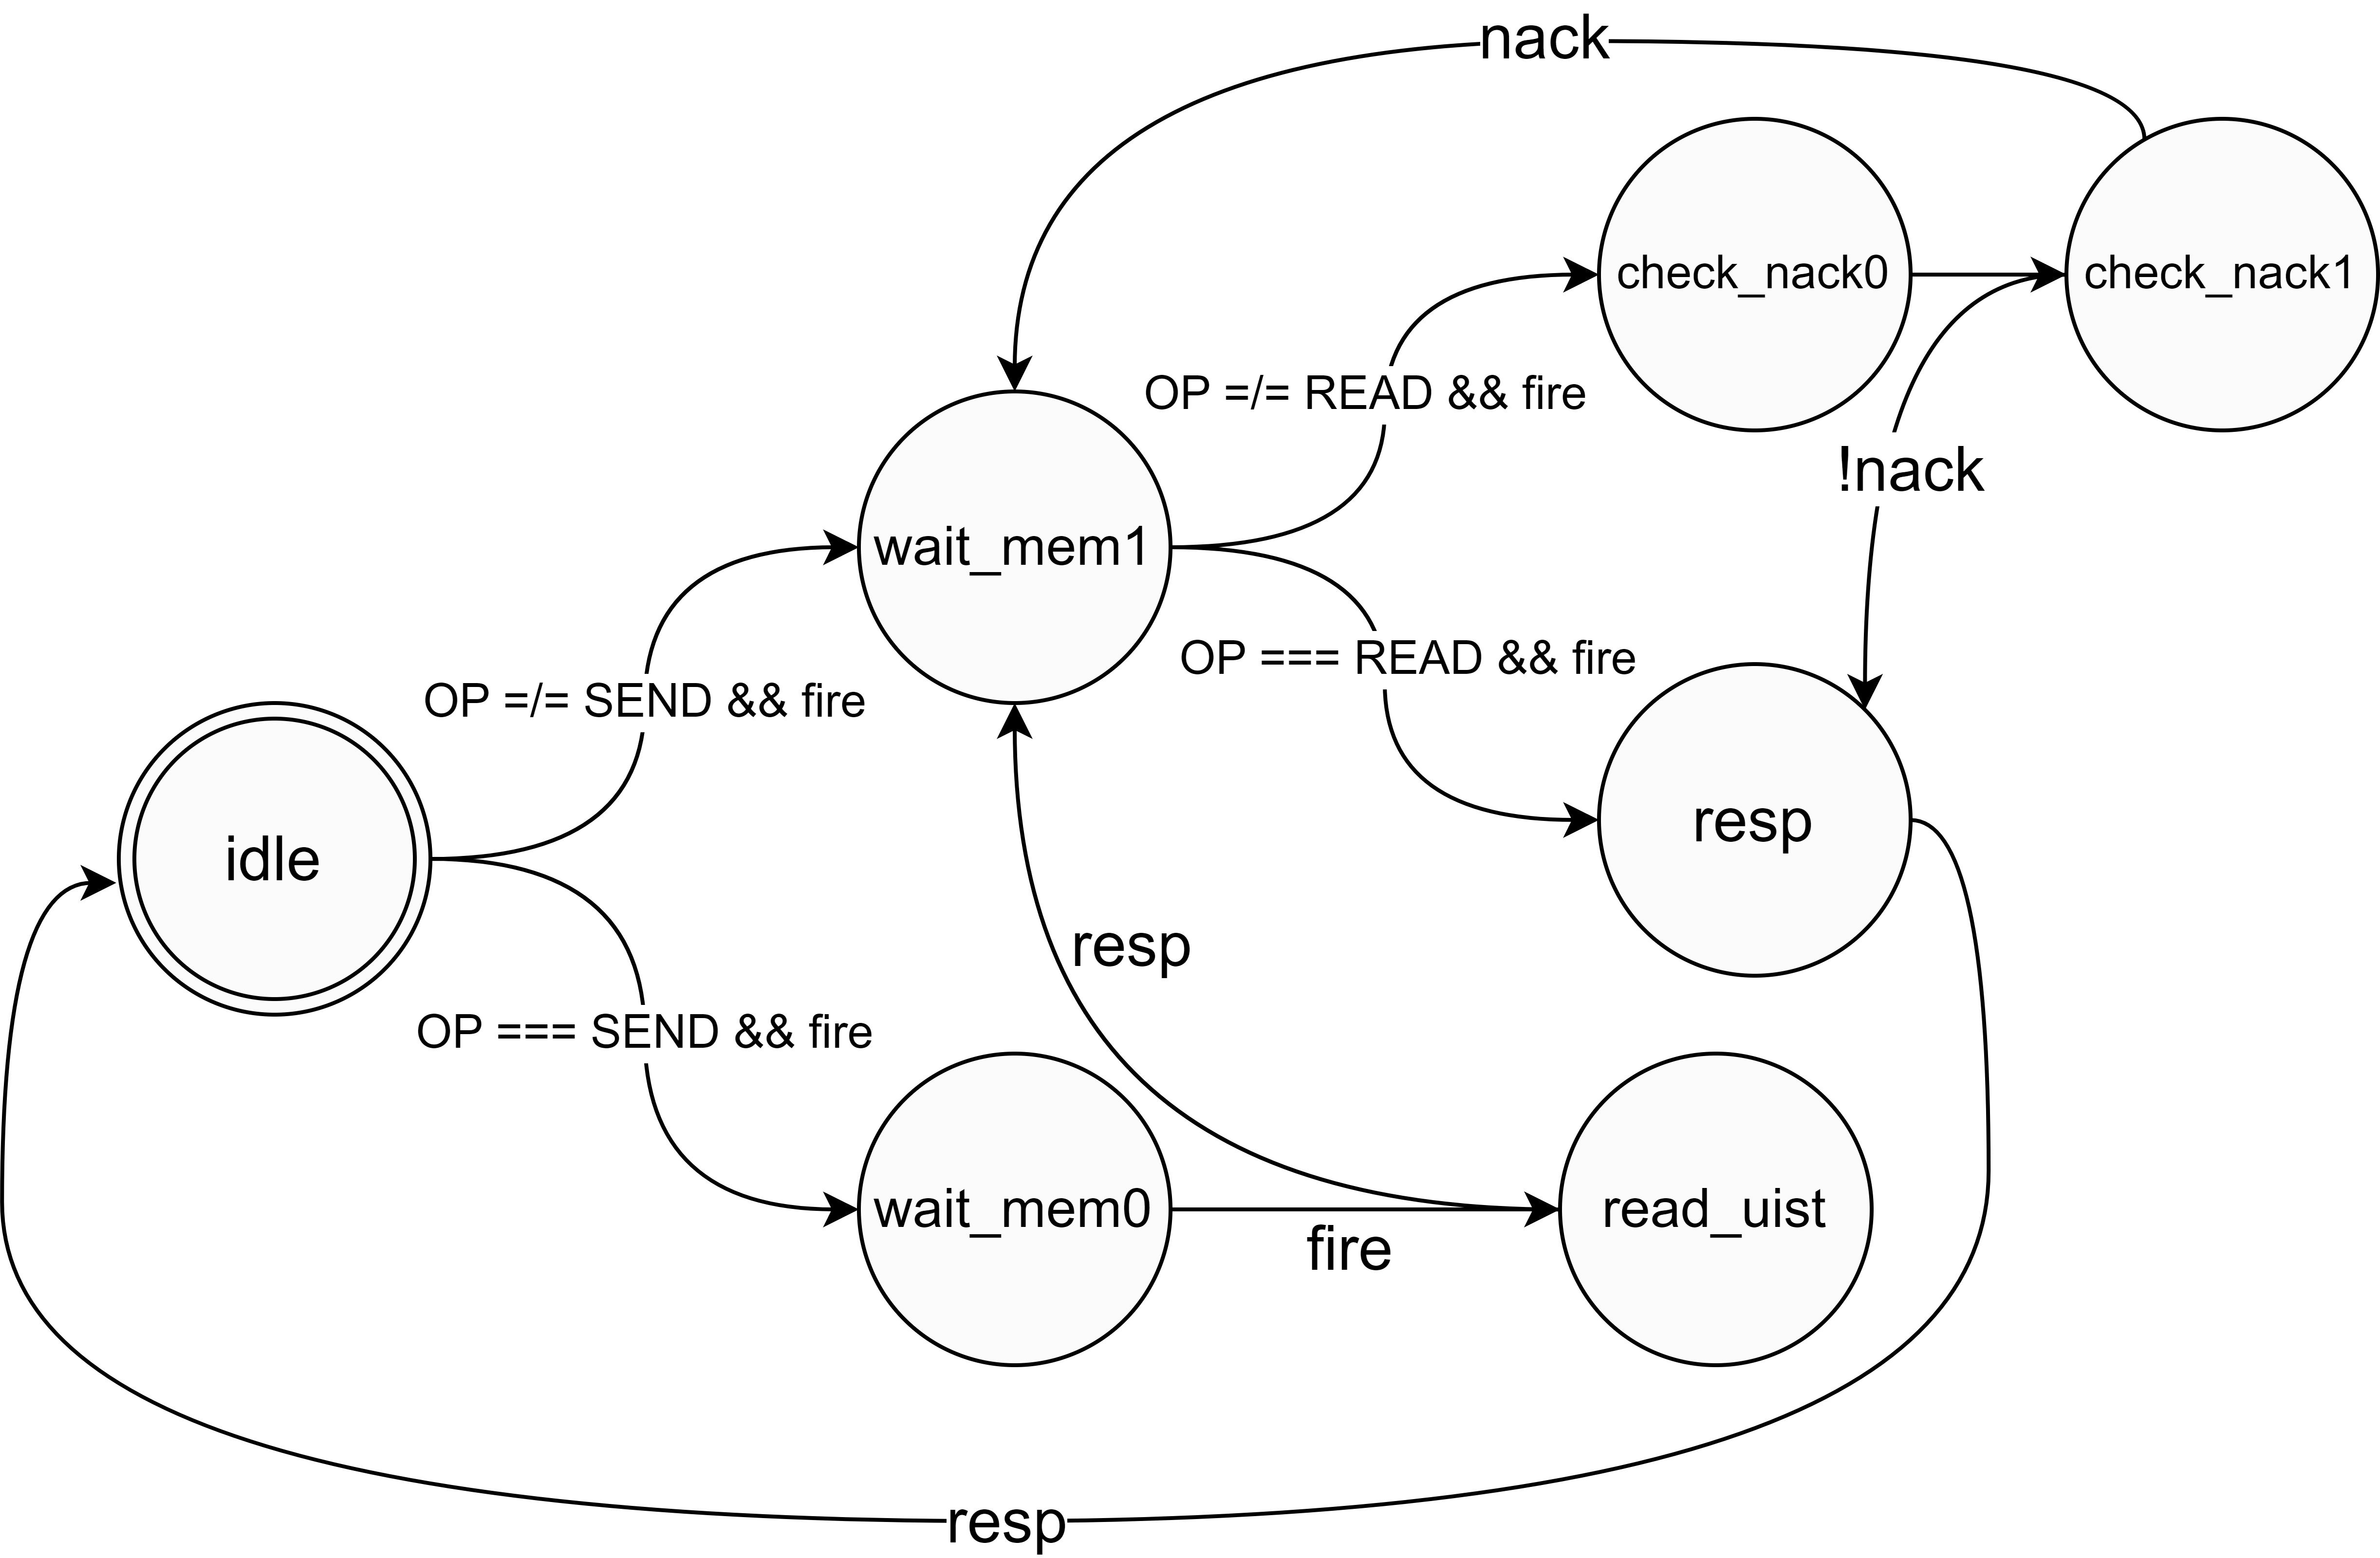 nack
check_nack0
check_nack1
OP =/= READ && fire
!nack
wait_mem1
OP === READ && fire
OP =/= SEND && fire
resp
idle
resp
OP === SEND && fire
wait_mem0
read_uist
fire
resp